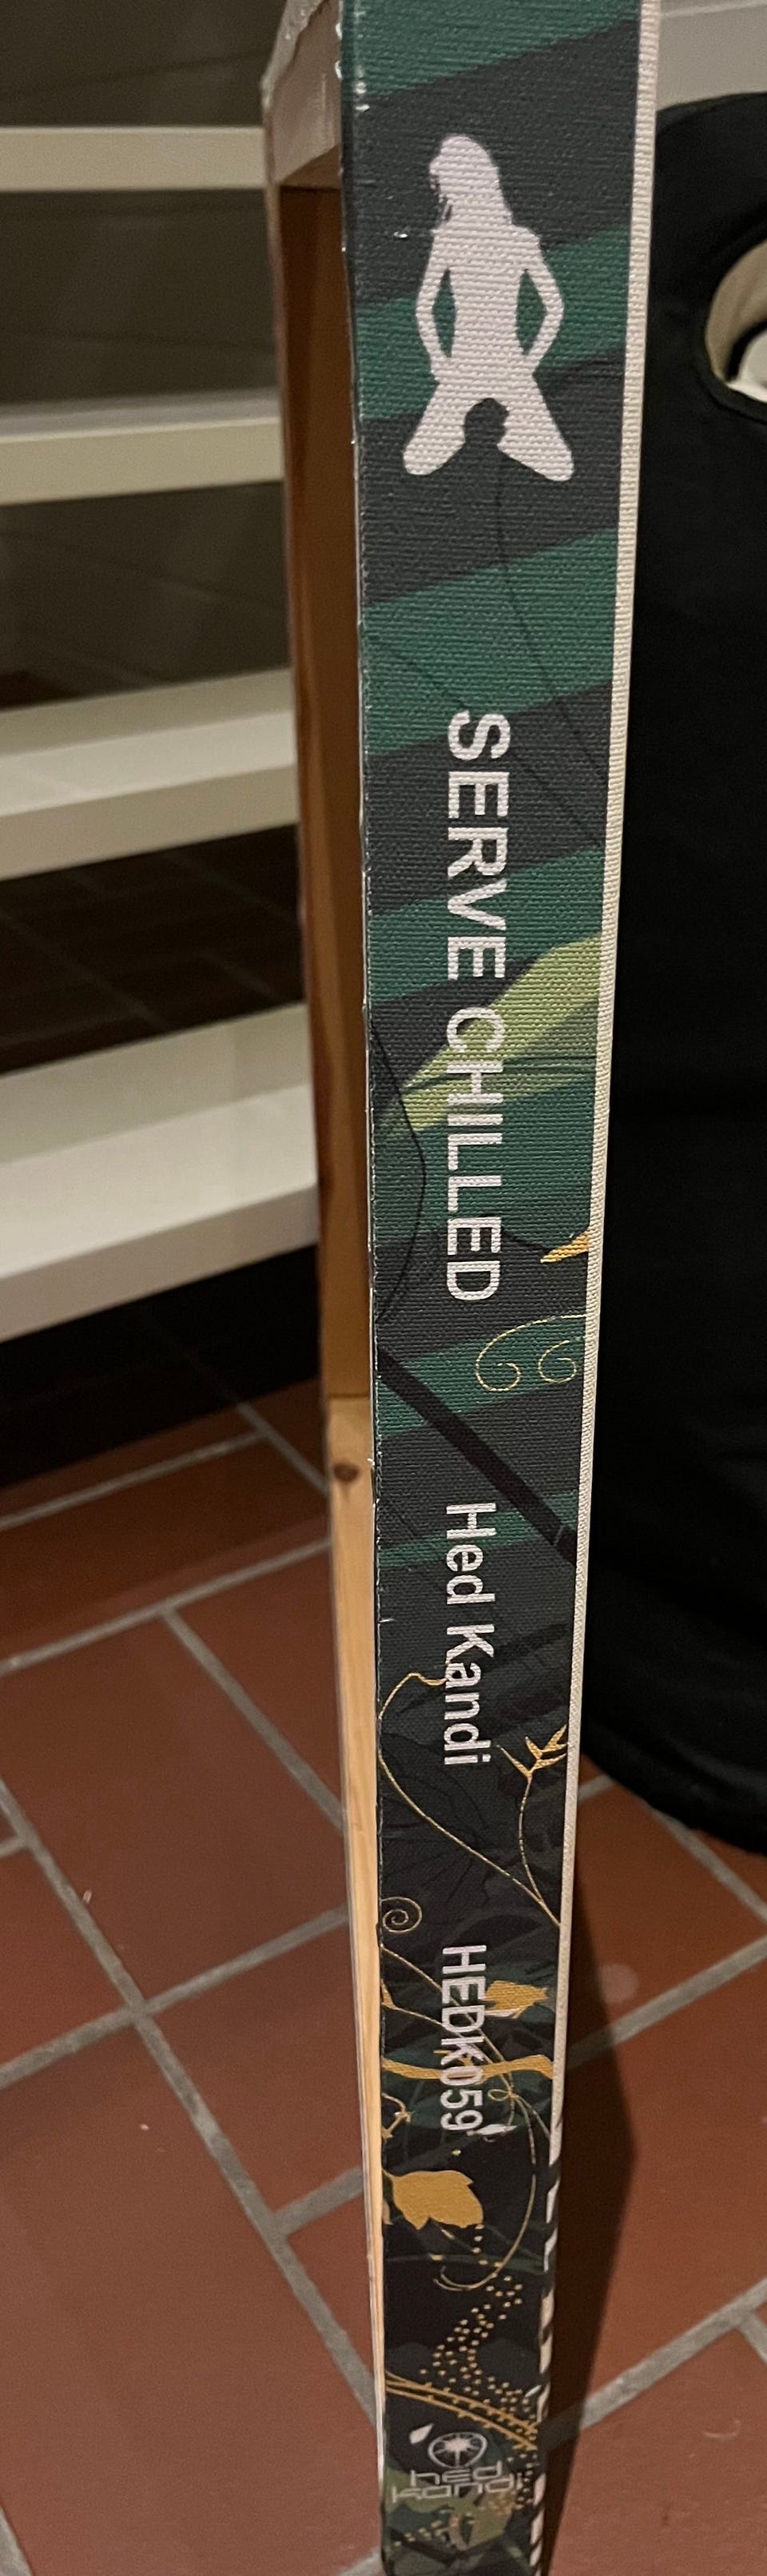 SERVE CHILLED
Hed Kandi
HEDK059
hed
kandi